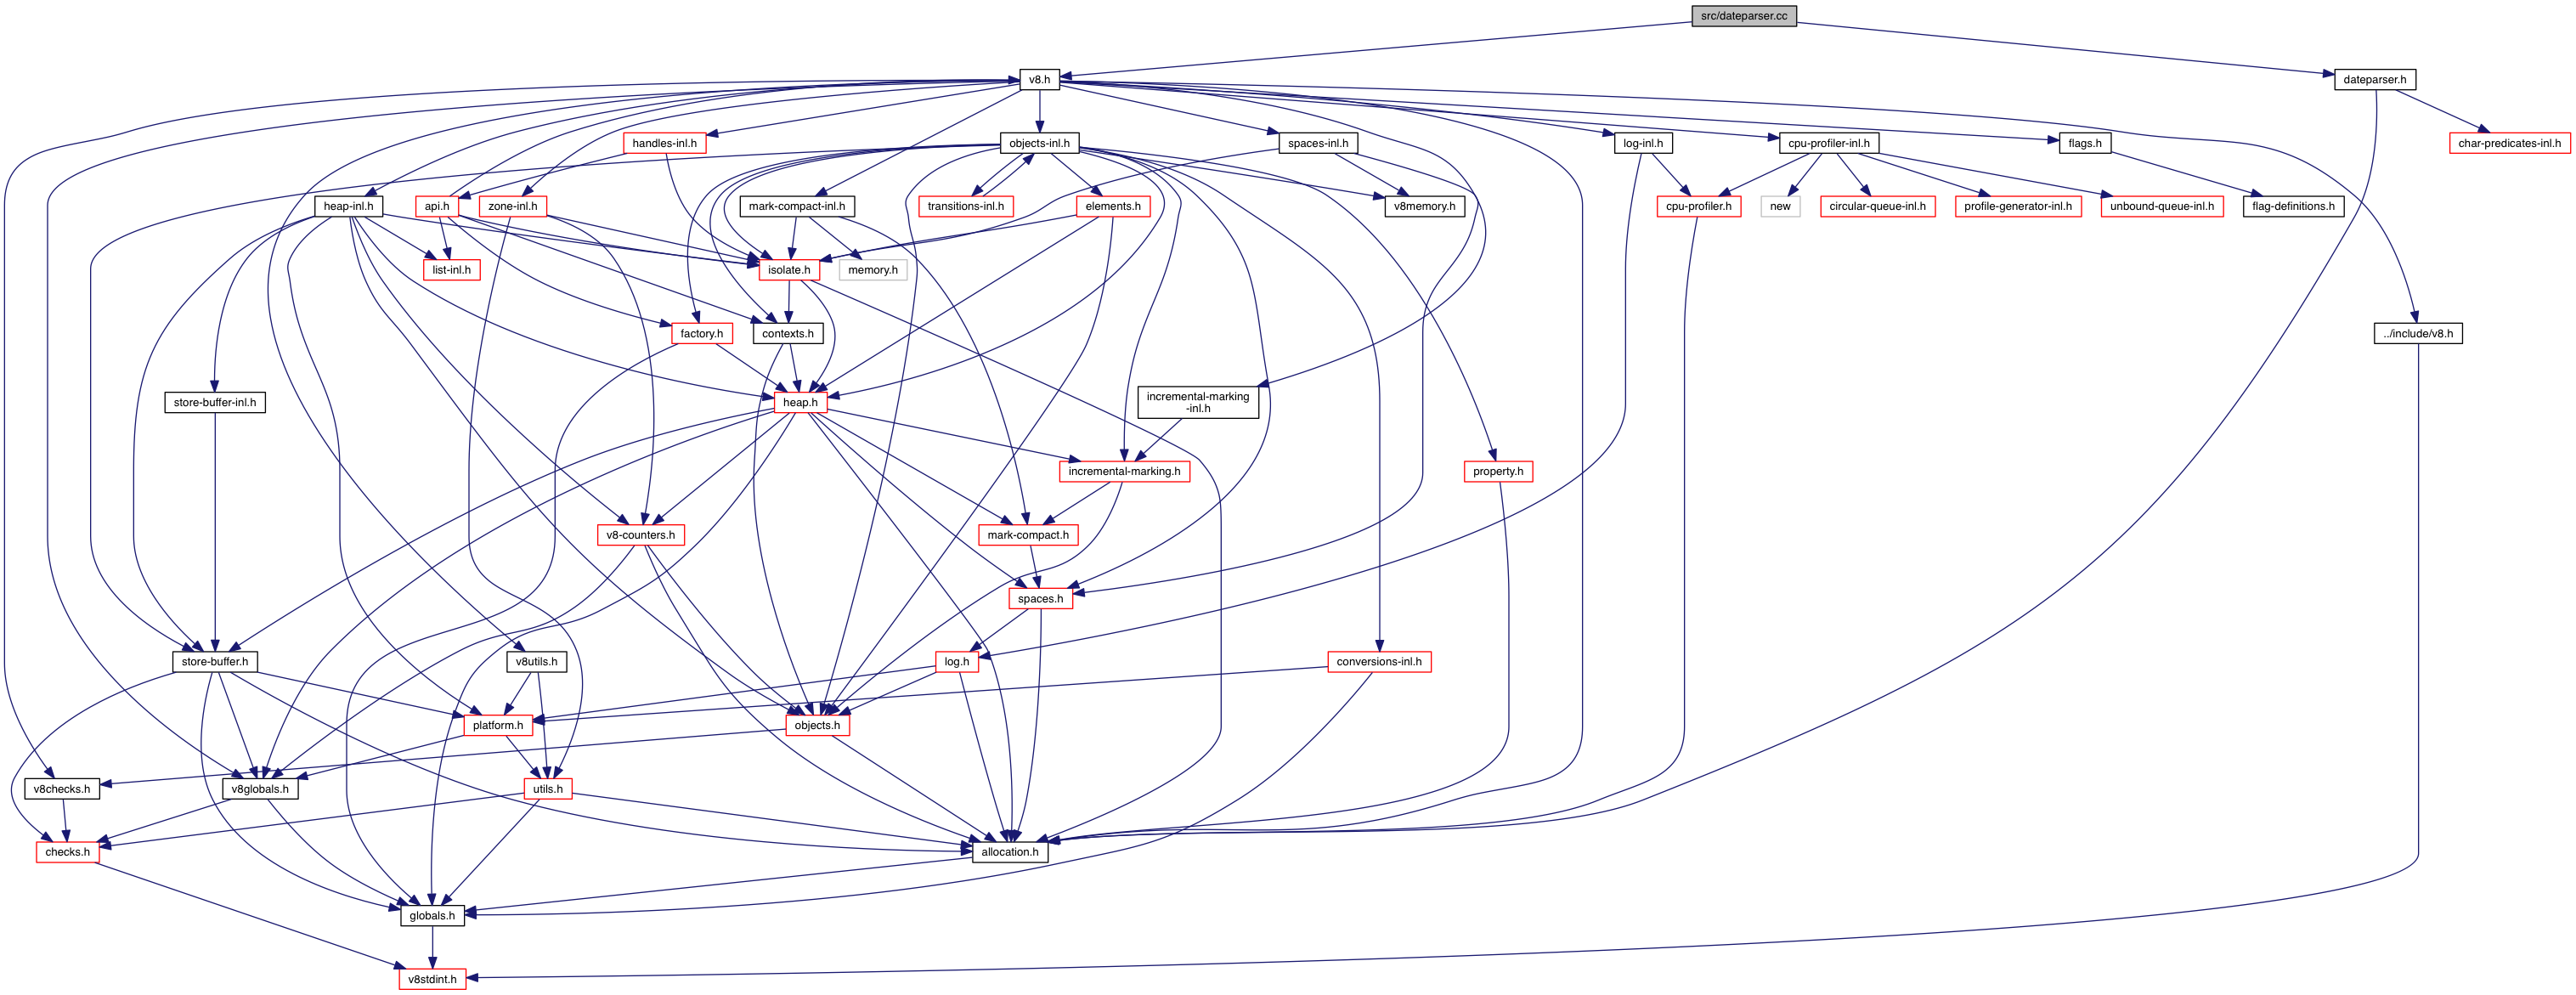 src/dateparser.cc
v8.h
dateparser.h
handles-inl.h
objects-inl.h
spaces-inl.h
log-inl.h
cpu-profiler-inl.h
flags.h
char-predicates-inl.h
heap-inl.h
api.h
zone-inl.h
mark-compact-inl.h
transitions-inl.h
elements.h
v8memory.h
cpu-profiler.h
new
circular-queue-inl.h
profile-generator-inl.h
unbound-queue-inl.h
flag-definitions.h
list-inl.h
isolate.h
memory.h
factory.h
contexts.h
../include/v8.h
store-buffer-inl.h
heap.h
incremental-marking
-inl.h
incremental-marking.h
property.h
v8-counters.h
mark-compact.h
spaces.h
store-buffer.h
v8utils.h
log.h
conversions-inl.h
platform.h
objects.h
v8checks.h
v8globals.h
utils.h
checks.h
allocation.h
globals.h
v8stdint.h